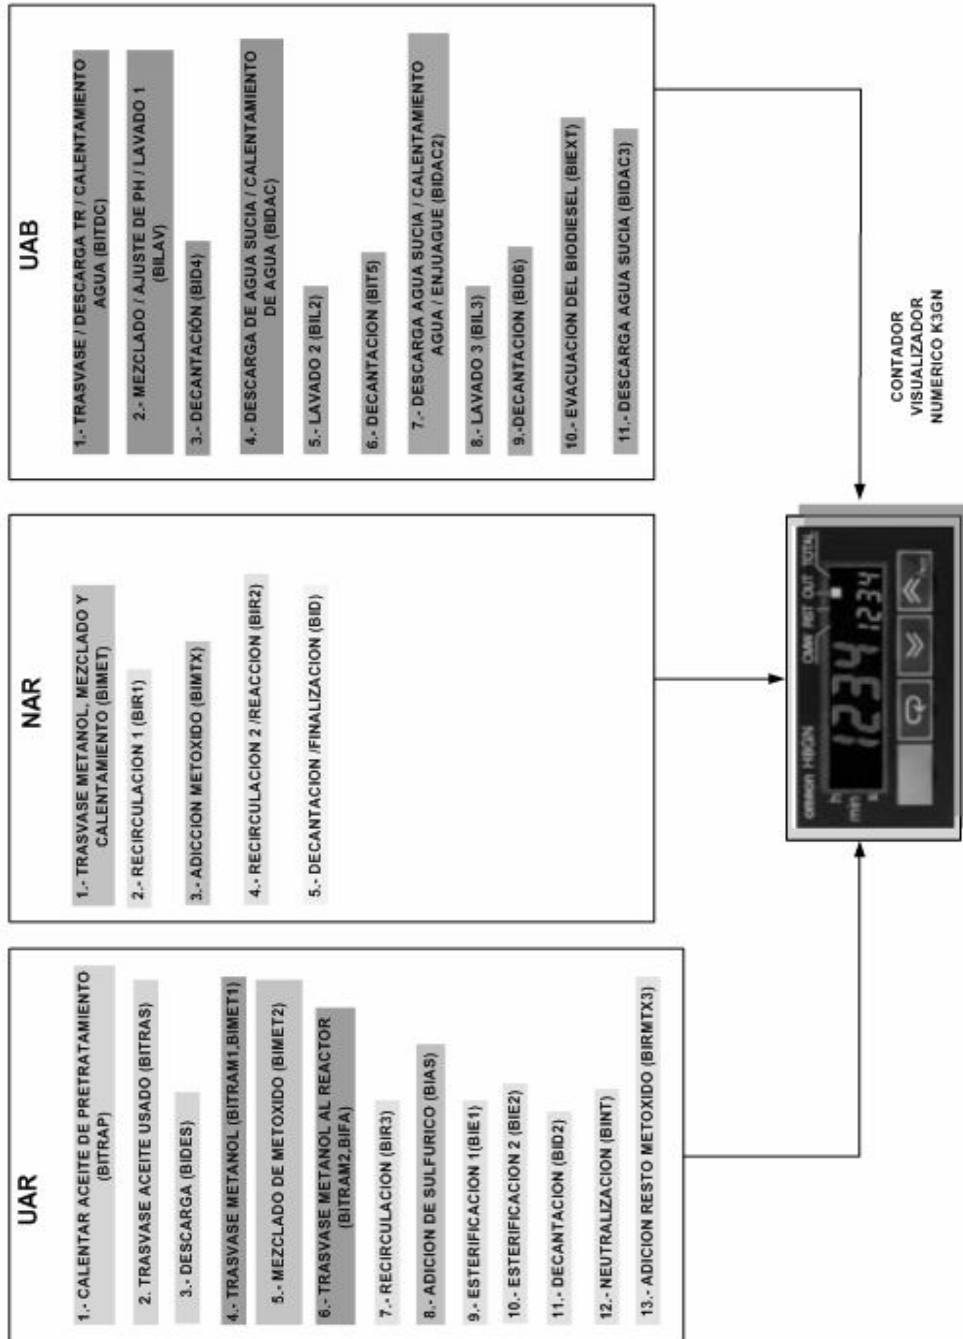 UAR
1.- CALENTAR ACEITE DE PRETRATAMIENTO
(BITRAP)
2. TRASVASE ACEITE USADO (BITRAS)
3.- DESCARGA (BIDES)
4.- TRASVASE METANOL (BITRAM1,BIMET1)
5.- MEZCLADO DE METOXIDO (BIMET2)
6.- TRASVASE METANOL AL REACTOR
(BITRAM2,BIFA)
7.- RECIRCULACION (BIR3)
8.- ADICION DE SULFURICO (BIAS)
9.- ESTERIFICACION 1(BIE1)
10.- ESTERIFICACION 2 (BIE2)
11.- DECANTACION (BID2)
12.- NEUTRALIZACION (BINT)
13.- ADICION RESTO METOXIDO (BIRMTX3)
NAR
1.- TRASVASE METANOL, MEZCLADO Y
CALENTAMIENTO (BIMET)
2.- RECIRCULACION 1 (BIR1)
3.- ADICCION METOXIDO (BIMTX)
4.- RECIRCULACION 2 /REACCION (BIR2)
5.- DECANTACION /FINALIZACION (BID)
UAB
1.- TRASVASE / DESCARGA TR / CALENTAMIENTO
AGUA (BITDC)
2.- MEZCLADO / AJUSTE DE PH / LAVADO 1
(BILAV)
3.- DECANTACIÓN (BID4)
4.- DESCARGA DE AGUA SUCIA / CALENTAMIENTO
DE AGUA (BIDAC)
5.- LAVADO 2 (BIL2)
6.- DECANTACION (BIT5)
7.- DESCARGA AGUA SUCIA / CALENTAMIENTO
AGUA / ENJUAGUE (BIDAC2)
8.- LAVADO 3 (BIL3)
9.-DECANTACION (BID6)
10.- EVACUACION DEL BIODIESEL (BIEXT)
11.- DESCARGA AGUA SUCIA (BIDAC3)
omron H8GN
RST OUT TOTAL
h
min
1234
1234
CONTADOR
VISUALIZADOR
NUMERICO K3GN